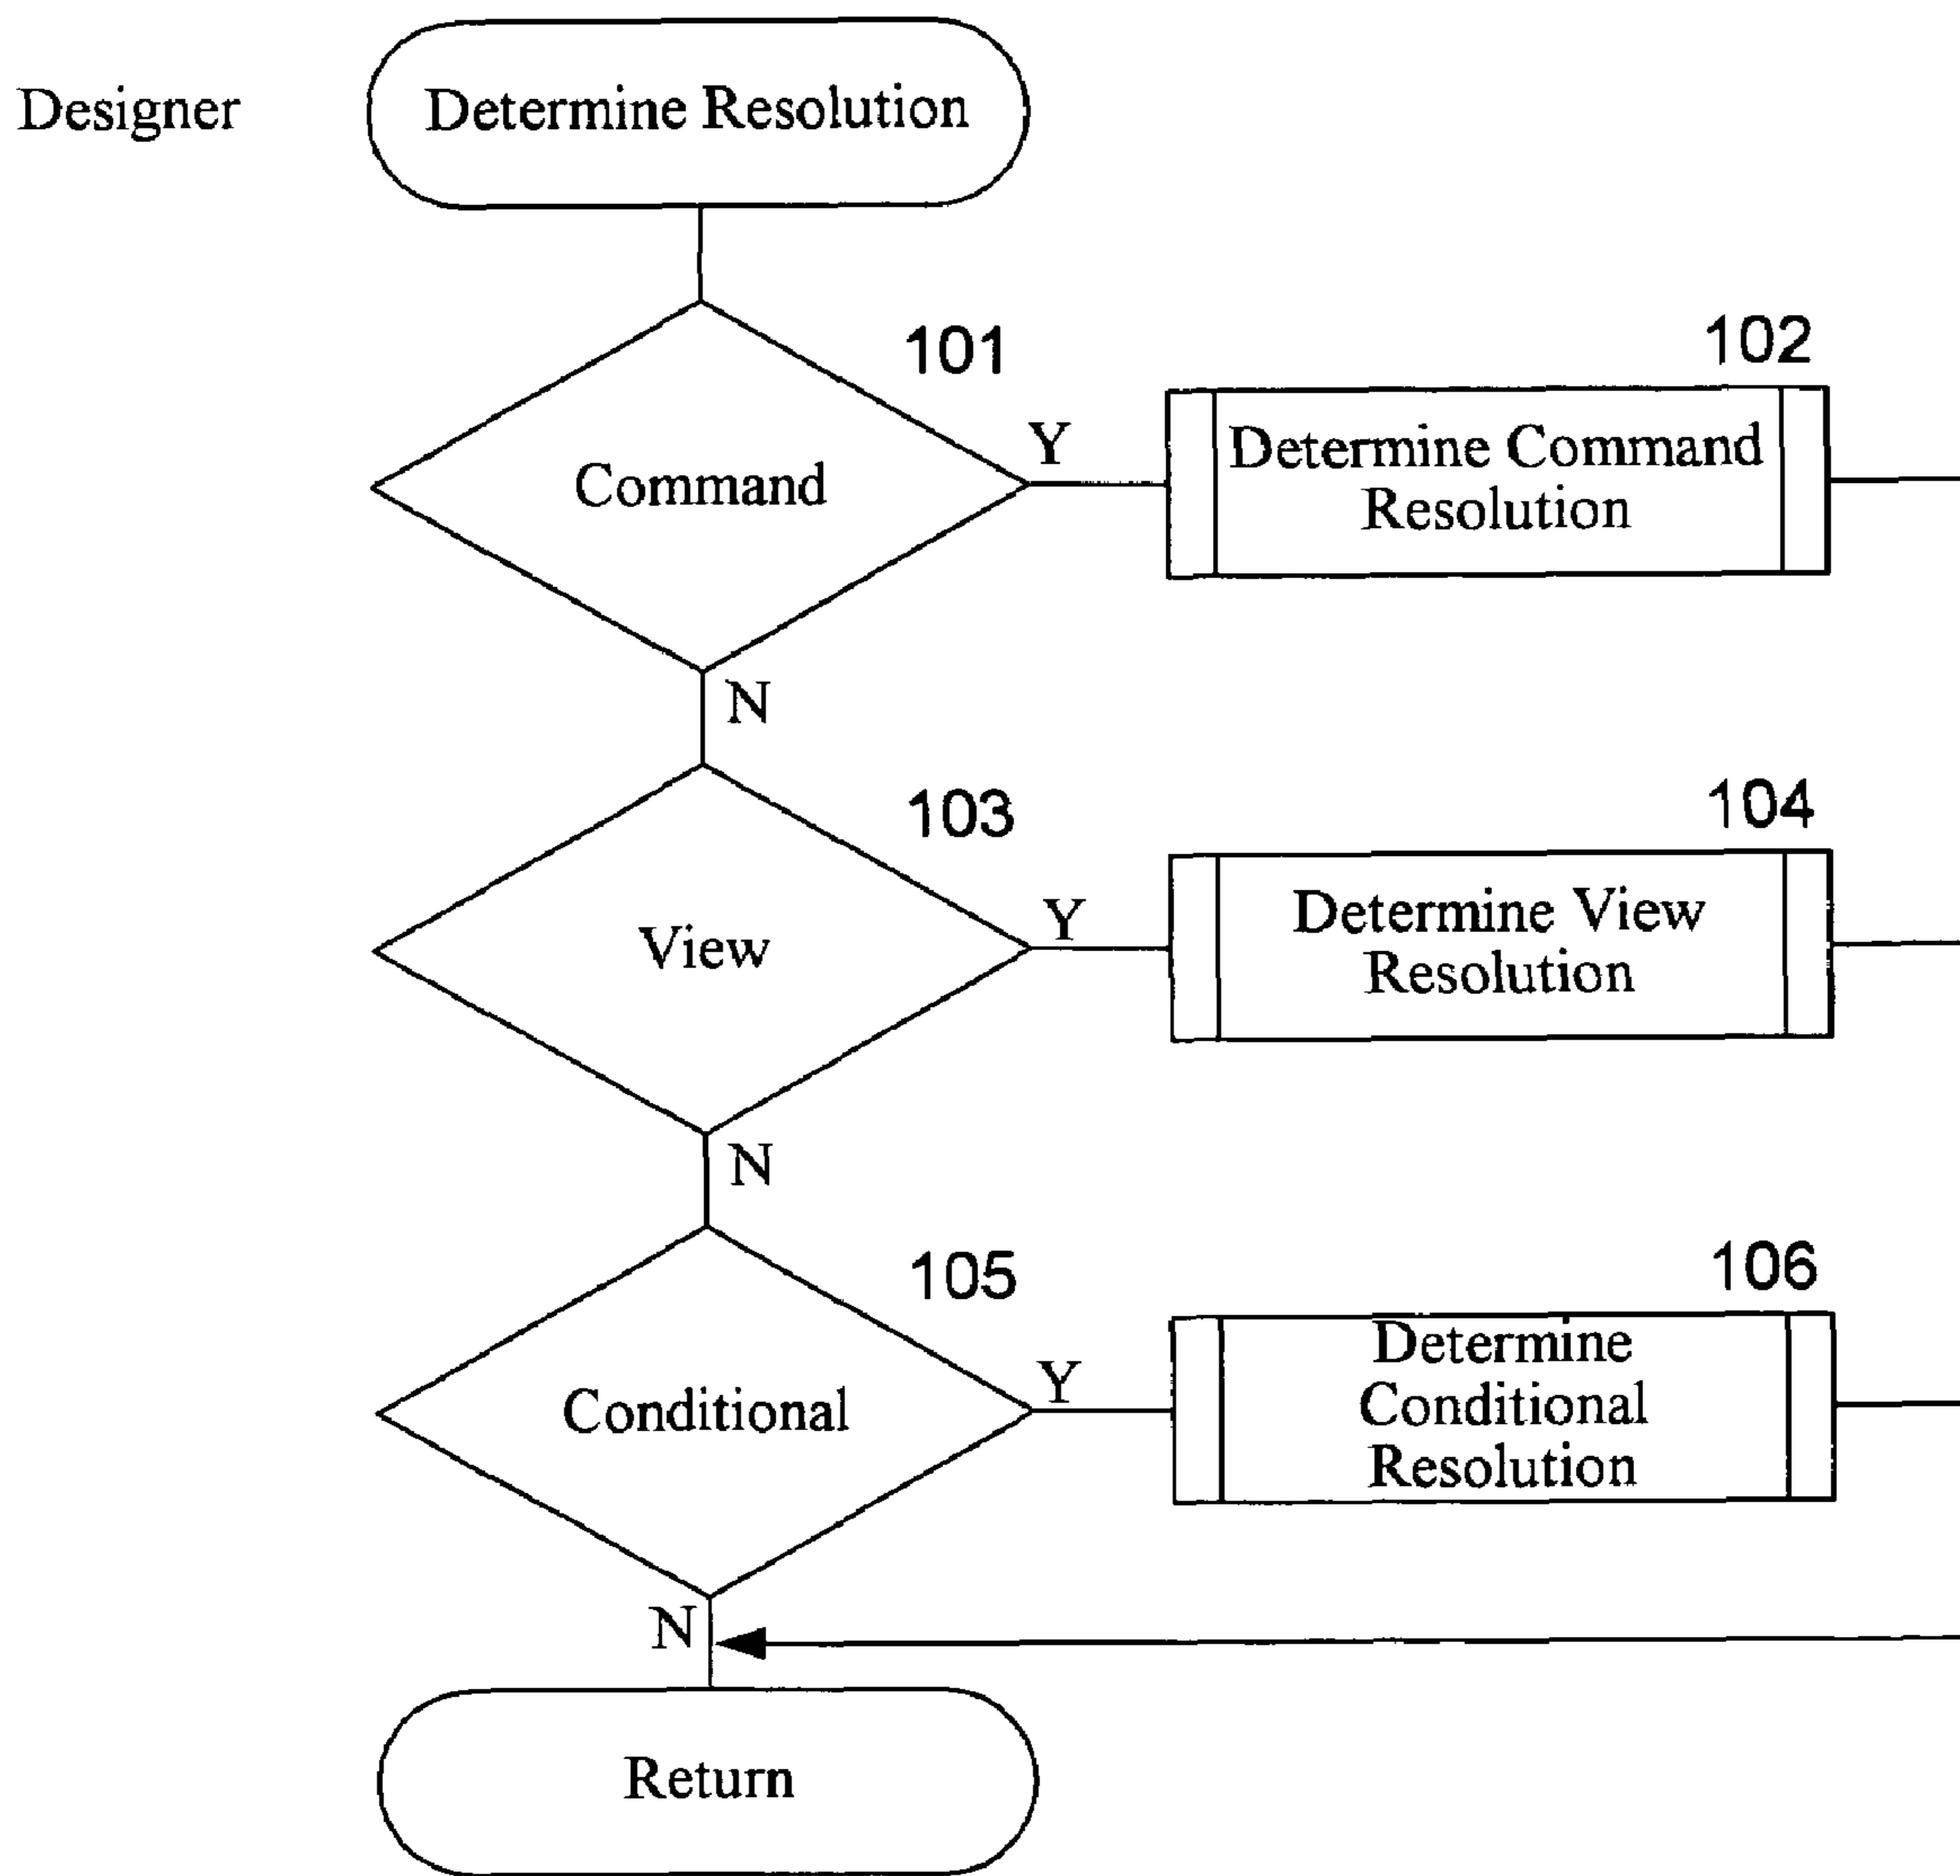 Designer
Determine Resolution
101
102
Command
Y
Determine Command
Resolution
N
103
104
View
Y
Determine View
Resolution
N
105
106
Conditional
Y
Determine
Conditional
Resolution
N
Return